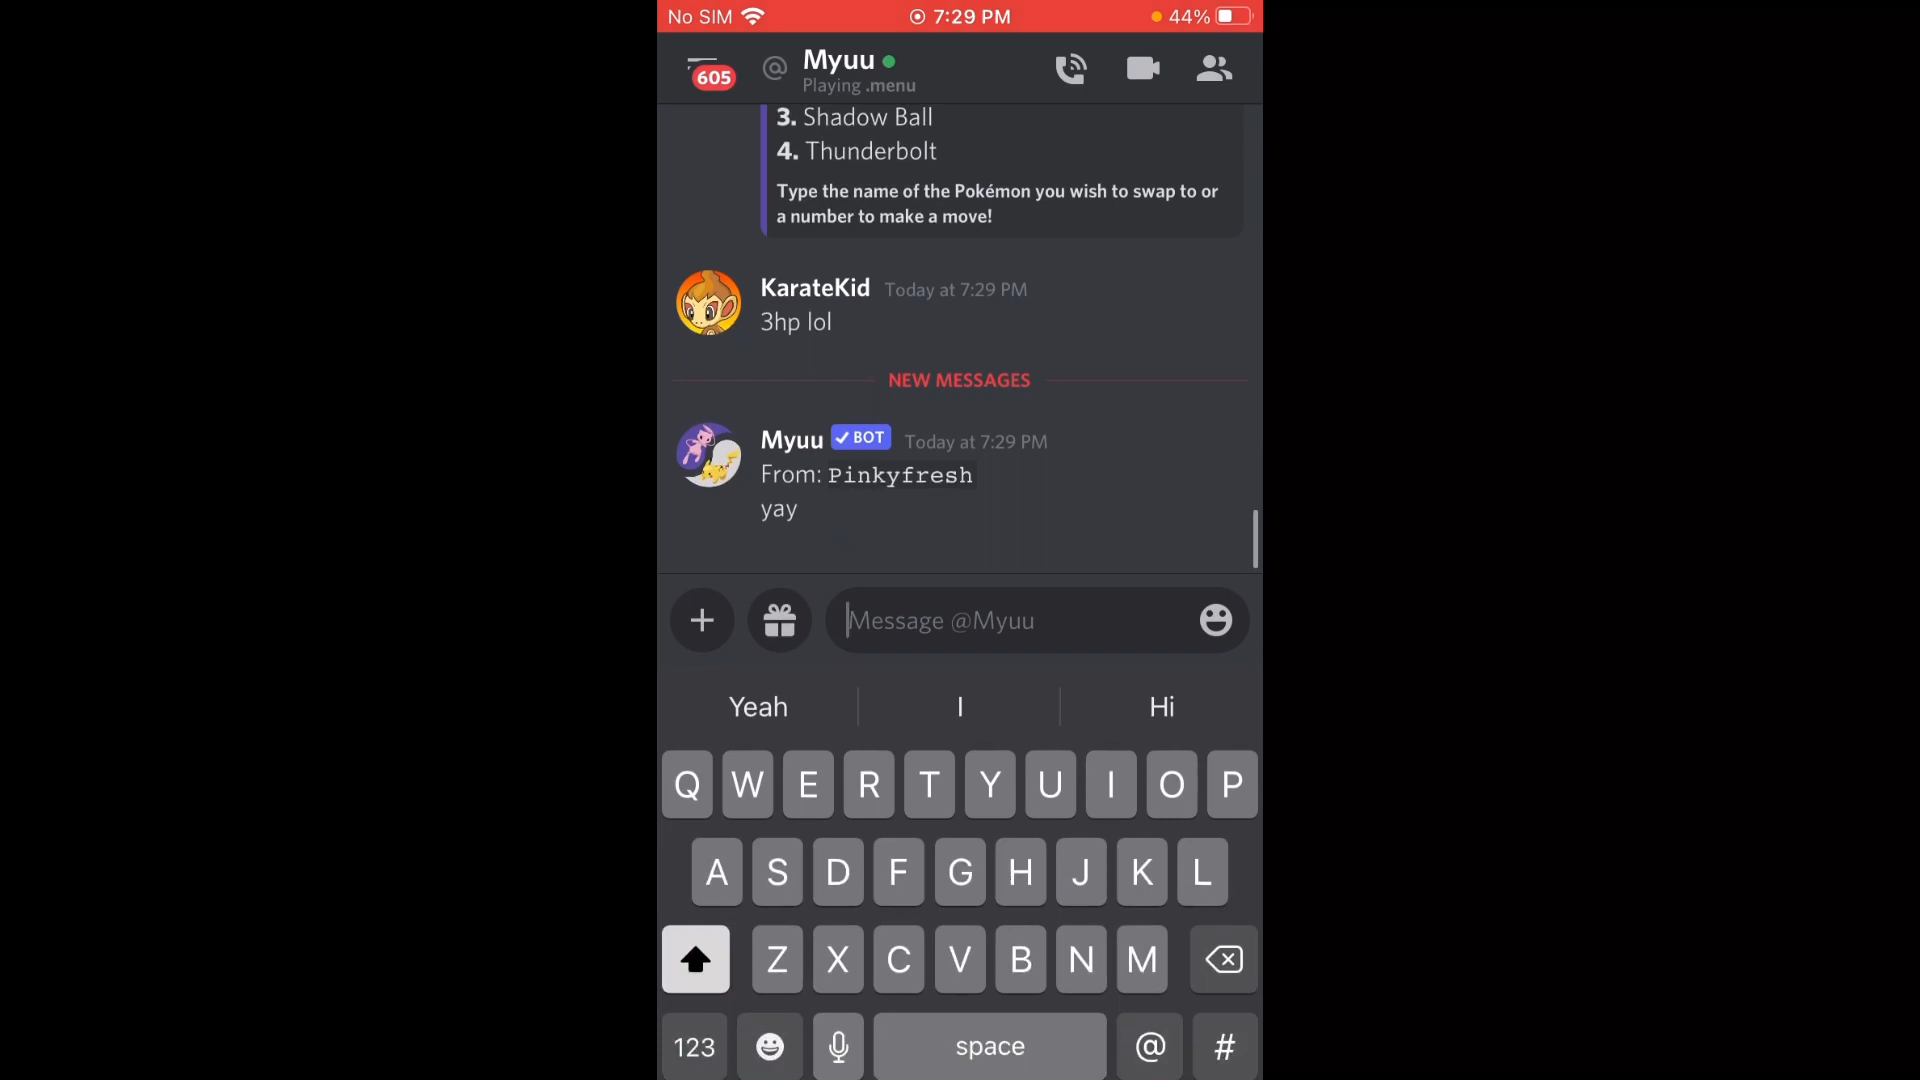 No SIM 7:29 PM 44%
605 @ Myuu
Playing .menu
3. Shadow Ball
4. Thunderbolt
Type the name of the Pokémon you wish to swap to or
a number to make a move!
KarateKid Today at 7:29 PM
3hp lol
NEW MESSAGES
Myuu BOT Today at 7:29 PM
From: Pinkyfresh
yay
Message @Myuu
Yeah I Hi
Q W E R T Y U I O P
A S D F G H J K L
Z X C V B N M
123 space @ #